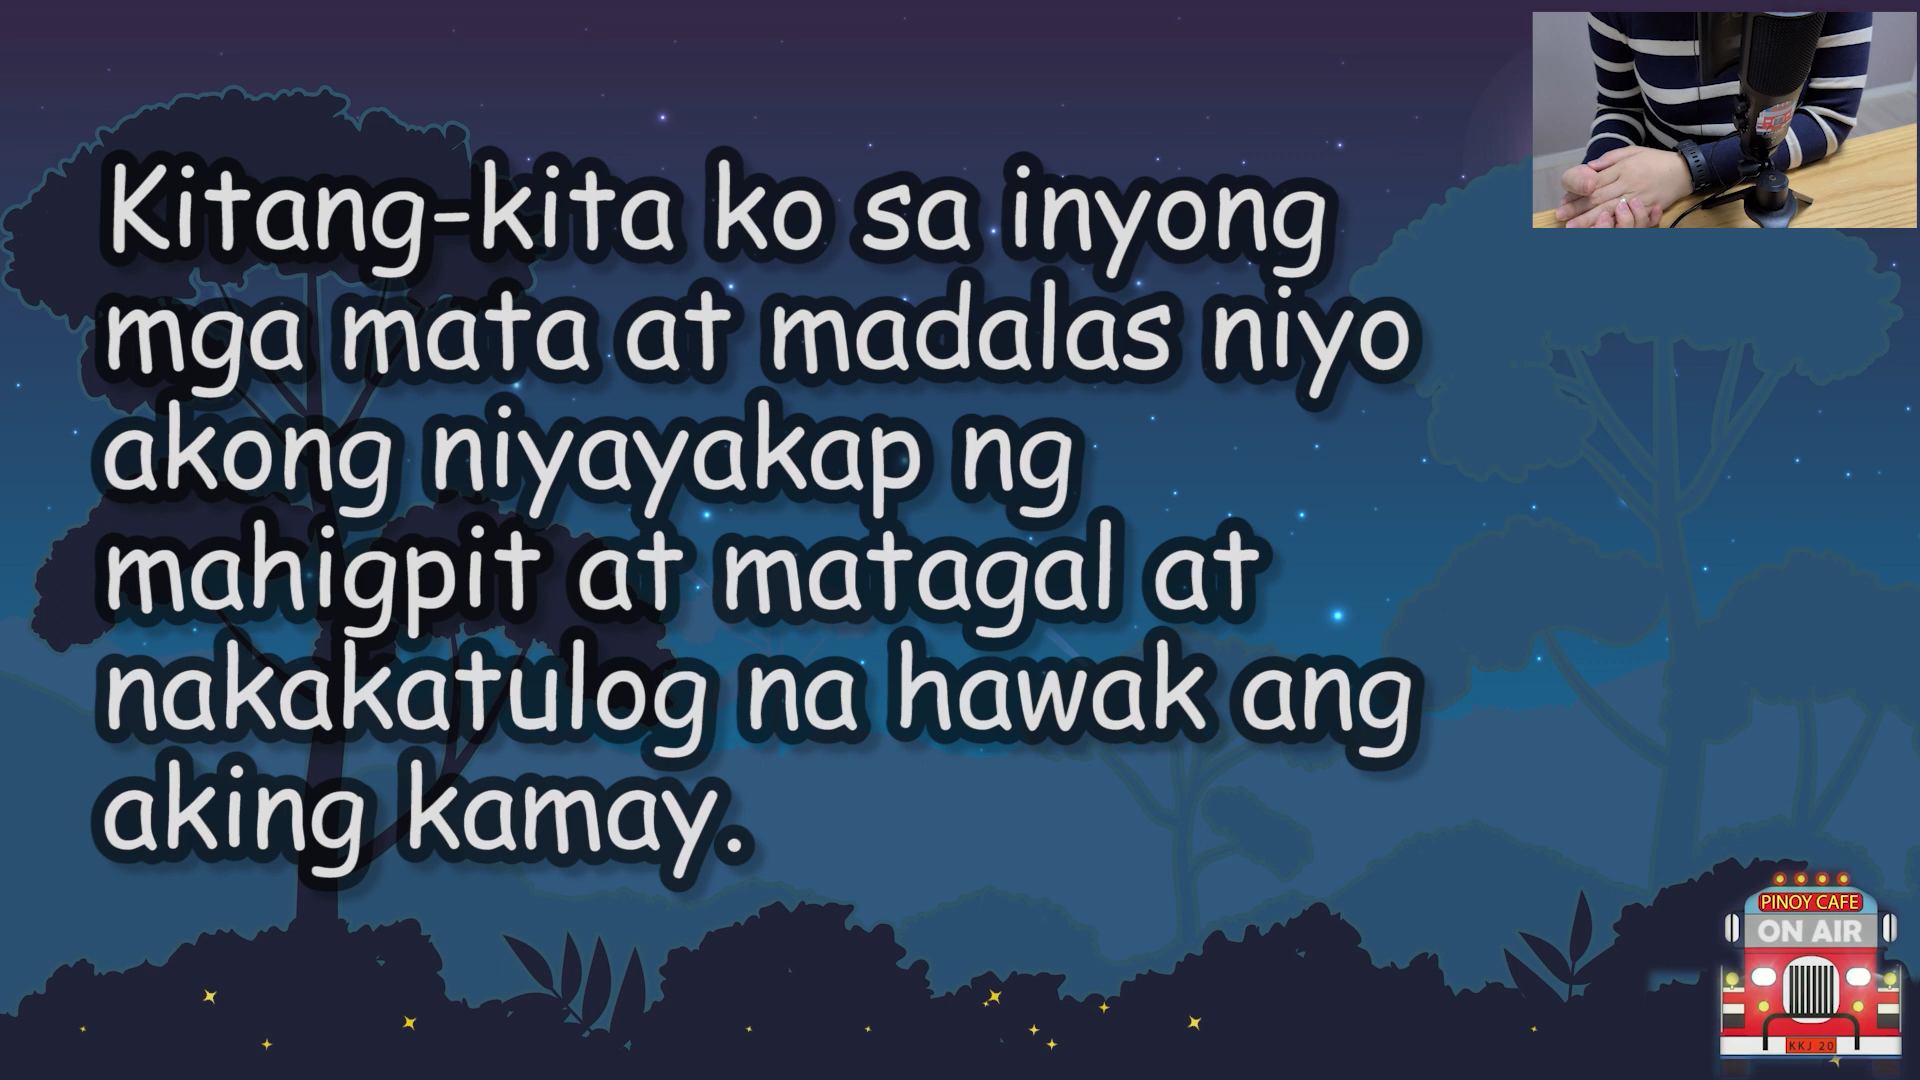 Kitang-kita ko sa inyong
mga mata at madalas niyo
akong niyayakap ng
mahigpit at matagal at
nakakatulog na hawak ang
aking kamay.
PINOY CAFE
ON AIR
KKJ 20